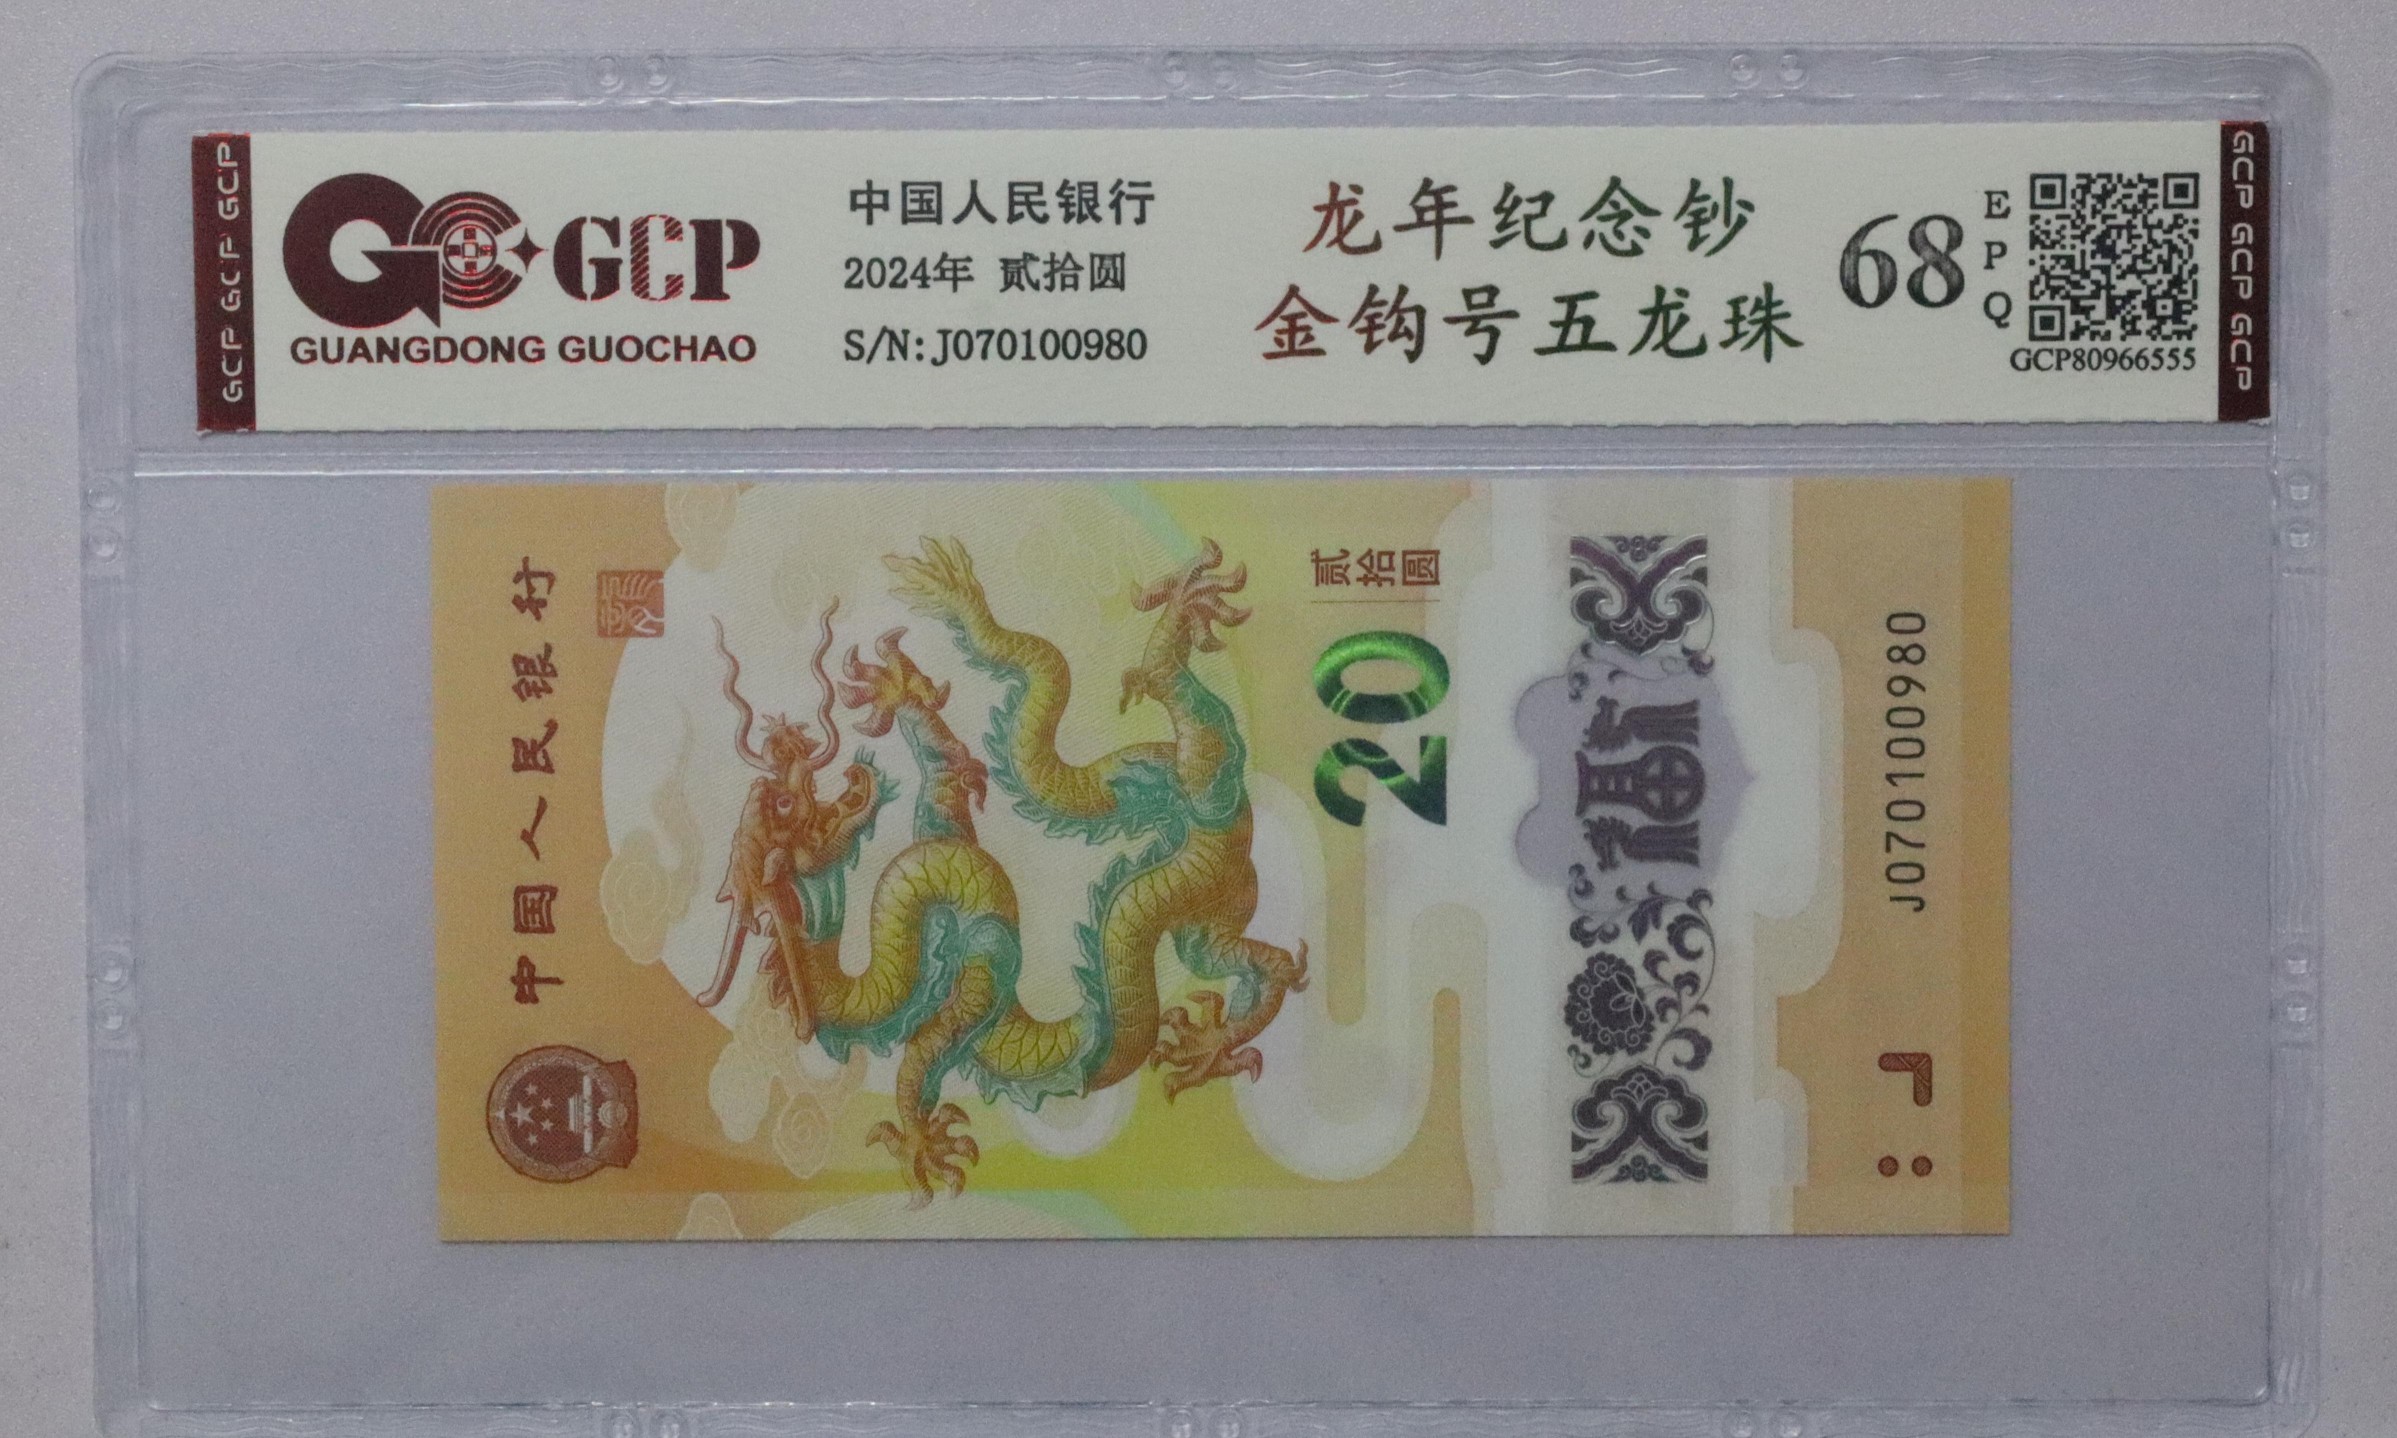 GCP GCP GCP
GCP
GUANGDONG GUOCHAO
中国人民银行
2024年 贰拾圆
S/N:J070100980
龙年纪念钞
金钩号五龙珠
68
EPQ
GCP80966555
GCP GCP GCP
中国人民银行
贰拾圆
20
福
J070100980